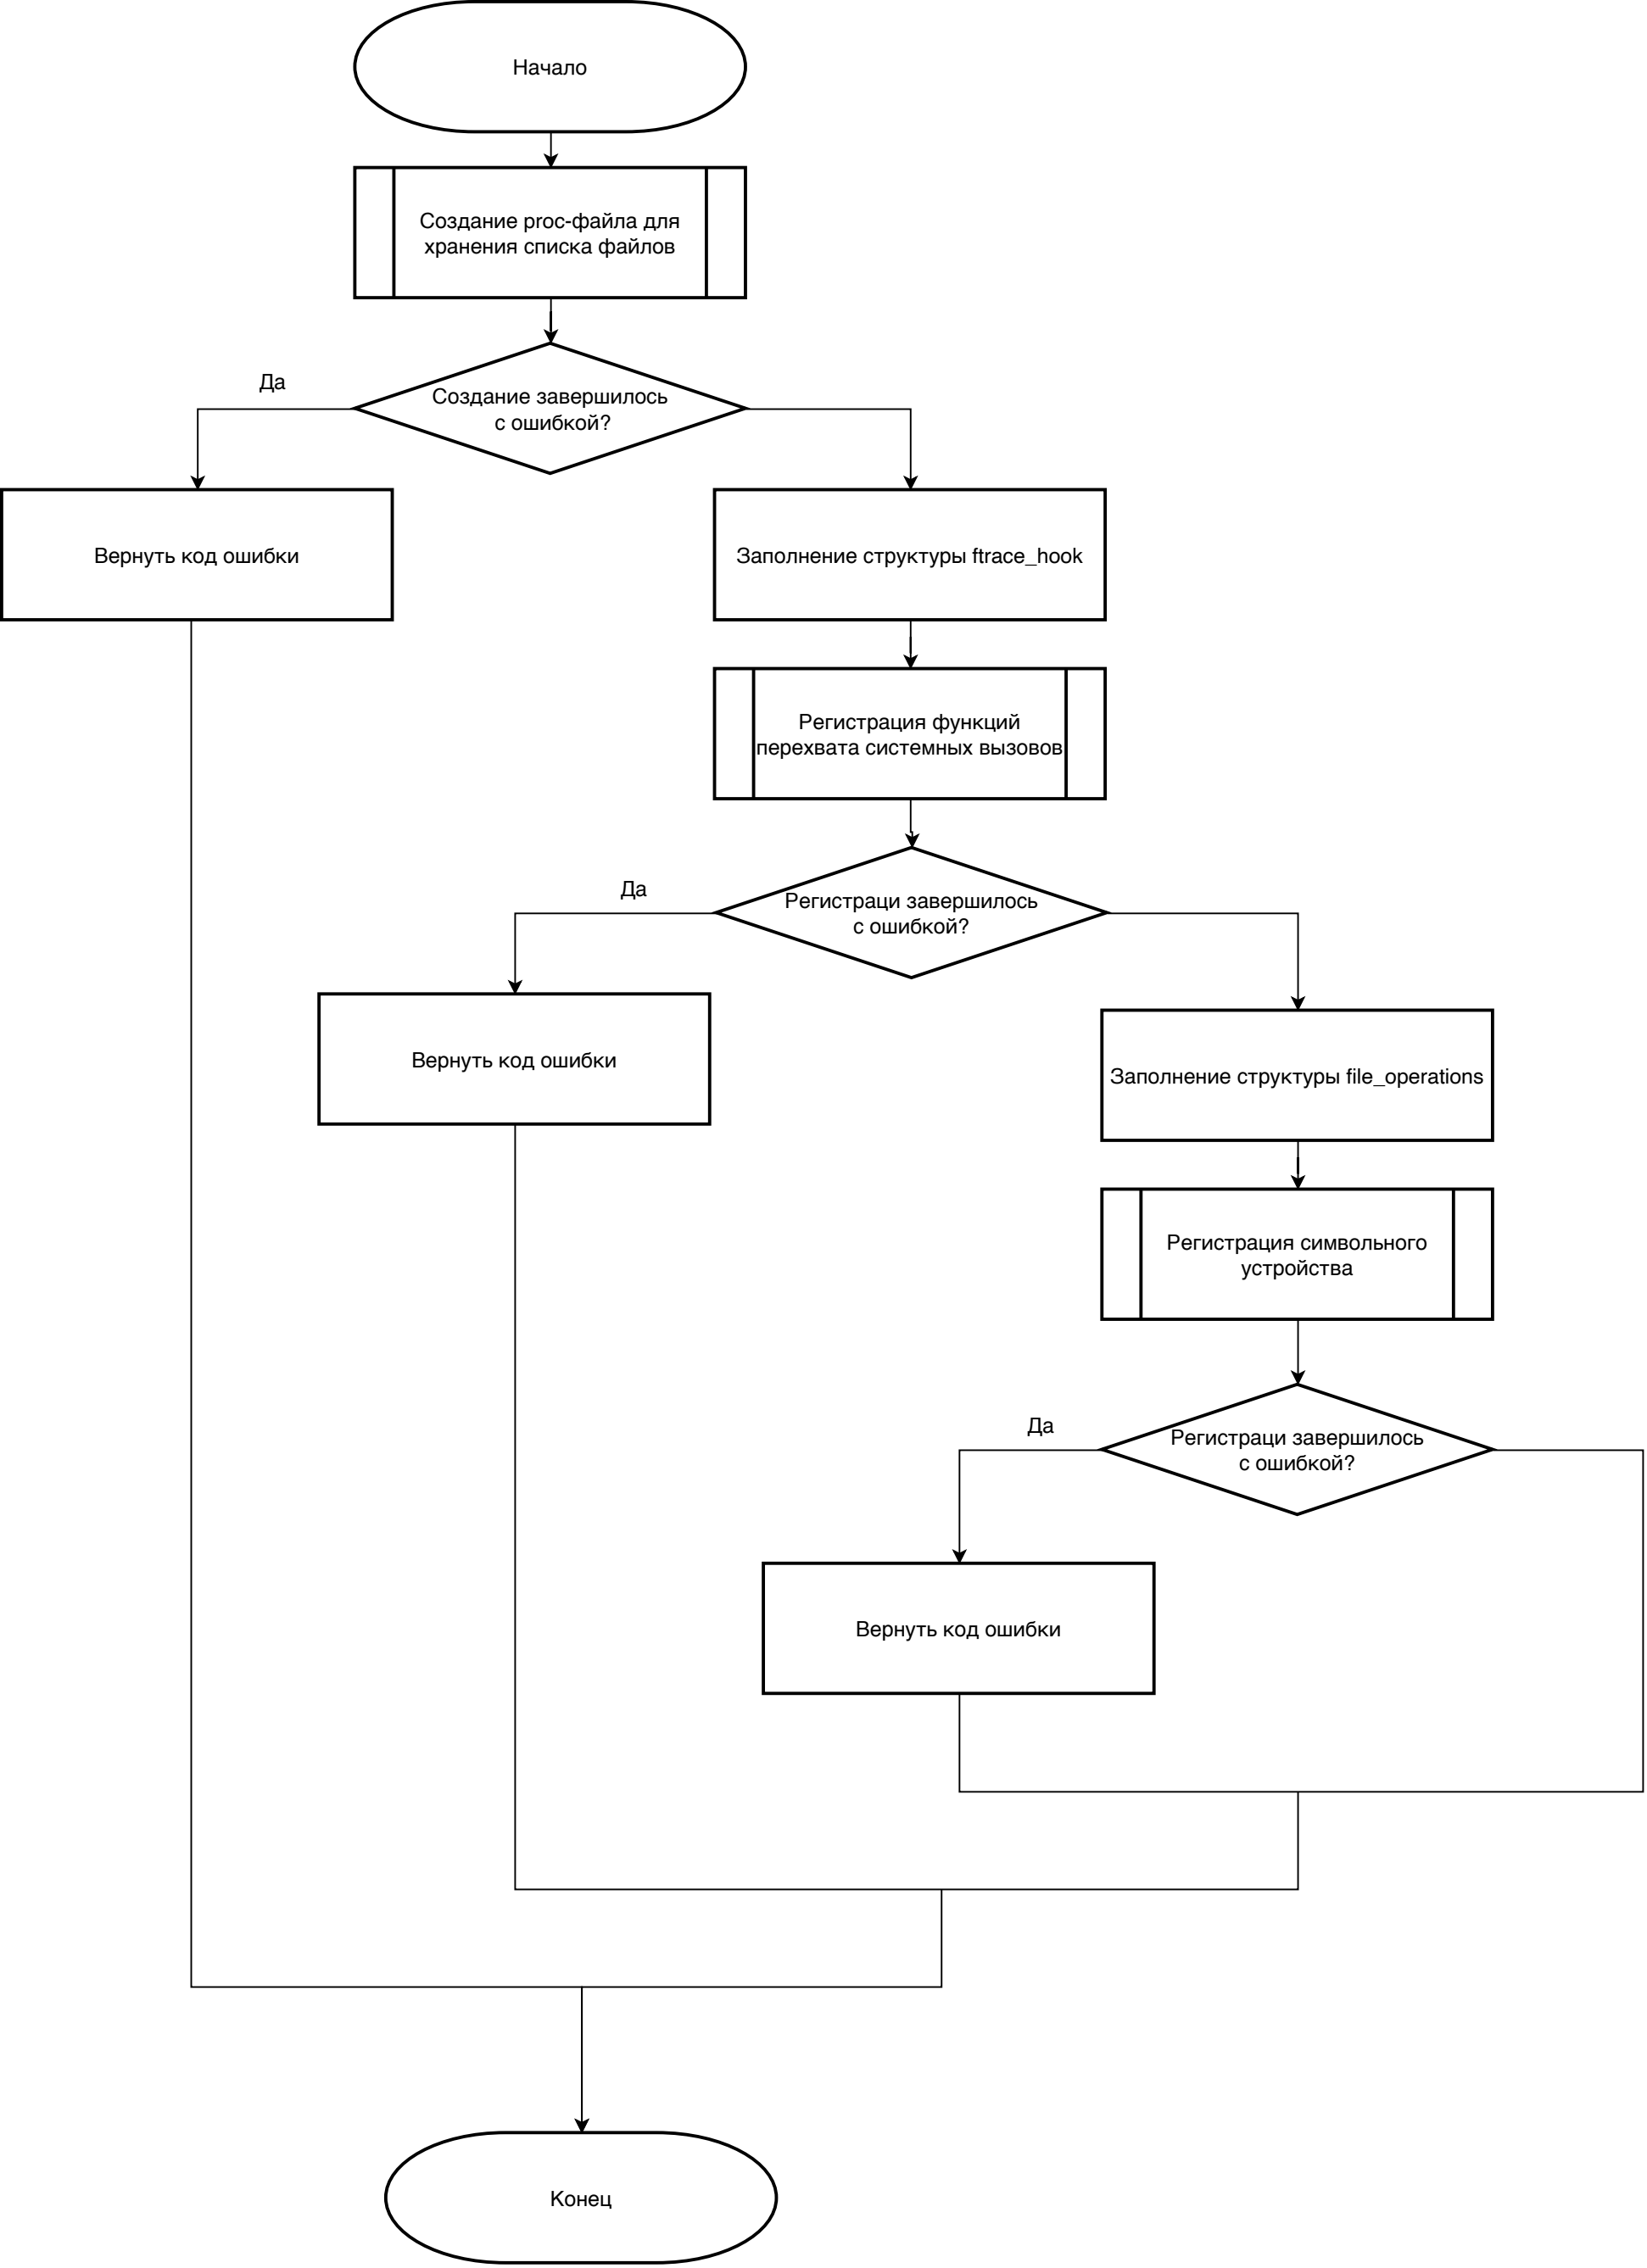 Начало
Создание proc-файла для
хранения списка файлов
Да
Создание завершилось
с ошибкой?
Вернуть код ошибки
Заполнение структуры ftrace_hook
Регистрация функций
перехвата системных вызовов
Да
Регистраци завершилось
с ошибкой?
Вернуть код ошибки
Заполнение структуры file_operations
Регистрация символьного
устройства
Да
Регистраци завершилось
с ошибкой?
Вернуть код ошибки
Конец